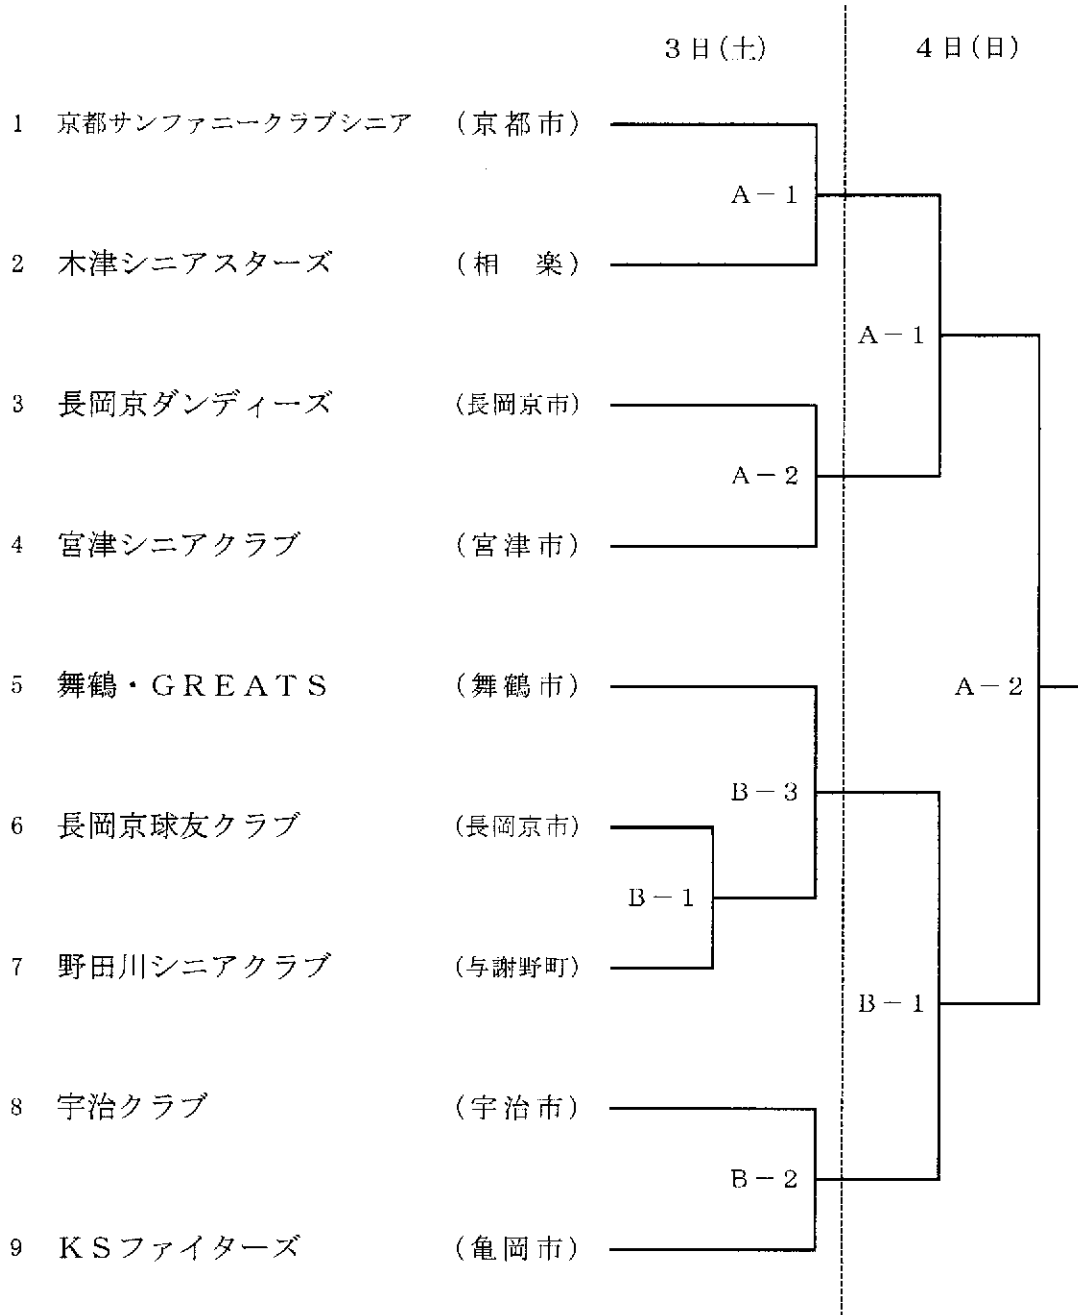 3日(土) 4日(日)
1 京都サンファニークラブシニア (京都市)
A－1
2 木津シニアスターズ (相　楽)
A－1
3 長岡京ダンディーズ (長岡京市)
A－2
4 宮津シニアクラブ (宮津市)
5 舞鶴・GREATS (舞鶴市) A－2
B－3
6 長岡京球友クラブ (長岡京市)
B－1
7 野田川シニアクラブ (与謝野町)
B－1
8 宇治クラブ (宇治市)
B－2
9 KSファイターズ (亀岡市)